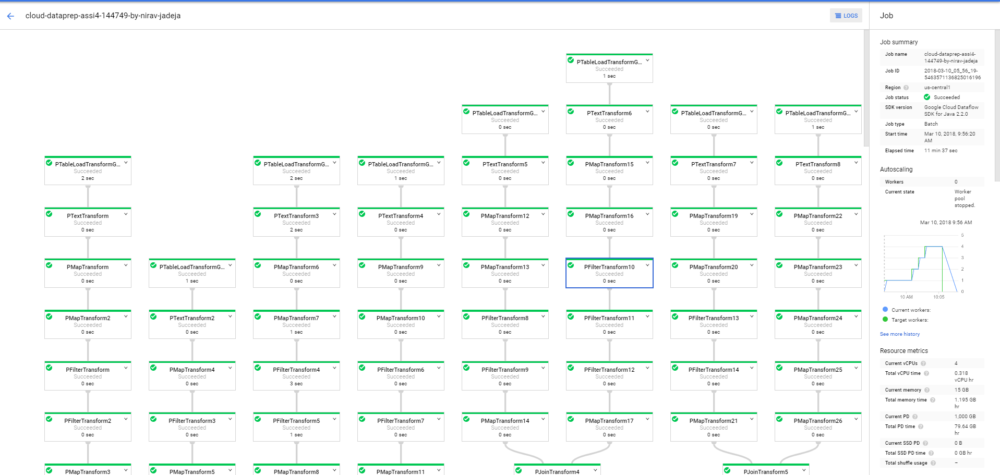 cloud-dataprep-assi4-144749-by-nirav-jadeja
LOGS
PTableLoadTransformG...
Succeeded
1 sec
PTableLoadTransformG...
Succeeded
0 sec
PTextTransform6
Succeeded
0 sec
PTableLoadTransformG...
Succeeded
0 sec
PTableLoadTransformG...
Succeeded
1 sec
PTableLoadTransformG...
Succeeded
2 sec
PTableLoadTransformG...
Succeeded
2 sec
PTableLoadTransformG...
Succeeded
1 sec
PTextTransform5
Succeeded
0 sec
PMapTransform15
Succeeded
0 sec
PTextTransform7
Succeeded
0 sec
PTextTransform8
Succeeded
0 sec
PTextTransform
Succeeded
0 sec
PTextTransform3
Succeeded
2 sec
PTextTransform4
Succeeded
0 sec
PMapTransform12
Succeeded
0 sec
PMapTransform16
Succeeded
0 sec
PMapTransform19
Succeeded
0 sec
PMapTransform22
Succeeded
0 sec
PMapTransform
Succeeded
0 sec
PTableLoadTransformG...
Succeeded
1 sec
PMapTransform6
Succeeded
0 sec
PMapTransform9
Succeeded
0 sec
PMapTransform13
Succeeded
0 sec
PFilterTransform10
Succeeded
0 sec
PMapTransform20
Succeeded
0 sec
PMapTransform23
Succeeded
0 sec
PMapTransform2
Succeeded
0 sec
PTextTransform2
Succeeded
0 sec
PMapTransform7
Succeeded
1 sec
PMapTransform10
Succeeded
0 sec
PFilterTransform8
Succeeded
0 sec
PFilterTransform11
Succeeded
0 sec
PFilterTransform13
Succeeded
0 sec
PMapTransform24
Succeeded
0 sec
PFilterTransform
Succeeded
0 sec
PMapTransform4
Succeeded
0 sec
PFilterTransform4
Succeeded
3 sec
PFilterTransform6
Succeeded
0 sec
PFilterTransform9
Succeeded
0 sec
PFilterTransform12
Succeeded
0 sec
PFilterTransform14
Succeeded
0 sec
PMapTransform25
Succeeded
0 sec
PFilterTransform2
Succeeded
0 sec
PFilterTransform3
Succeeded
0 sec
PFilterTransform5
Succeeded
1 sec
PFilterTransform7
Succeeded
0 sec
PMapTransform14
Succeeded
0 sec
PMapTransform17
Succeeded
0 sec
PMapTransform21
Succeeded
0 sec
PMapTransform26
Succeeded
0 sec
PMapTransform3
PMapTransform5
PMapTransform8
PMapTransform11
PJoinTransform4
PJoinTransform5
Job
Job summary
Job name cloud-dataprep-assi4-
144749-by-nirav-jadeja
Job ID 2018-03-10_05_56_19-
5463571136825016196
Region ? us-central1
Job status Succeeded
SDK version Google Cloud Dataflow
SDK for Java 2.2.0
Job type Batch
Start time Mar 10, 2018, 9:56:20
AM
Elapsed time 11 min 37 sec
Autoscaling
Workers 0
Current state Worker
pool
stopped.
Mar 10, 2018 9:56 AM
5
4
3
2
1
0
10 AM 10:05
Current workers:
Target workers:
See more history
Resource metrics
Current vCPUs ? 4
Total vCPU time ? 0.318
vCPU hr
Current memory ? 15 GB
Total memory time ? 1.195 GB
hr
Current PD ? 1,000 GB
Total PD time ? 79.64 GB
hr
Current SSD PD ? 0 B
Total SSD PD time ? 0 GB hr
Total shuffle usage ? –